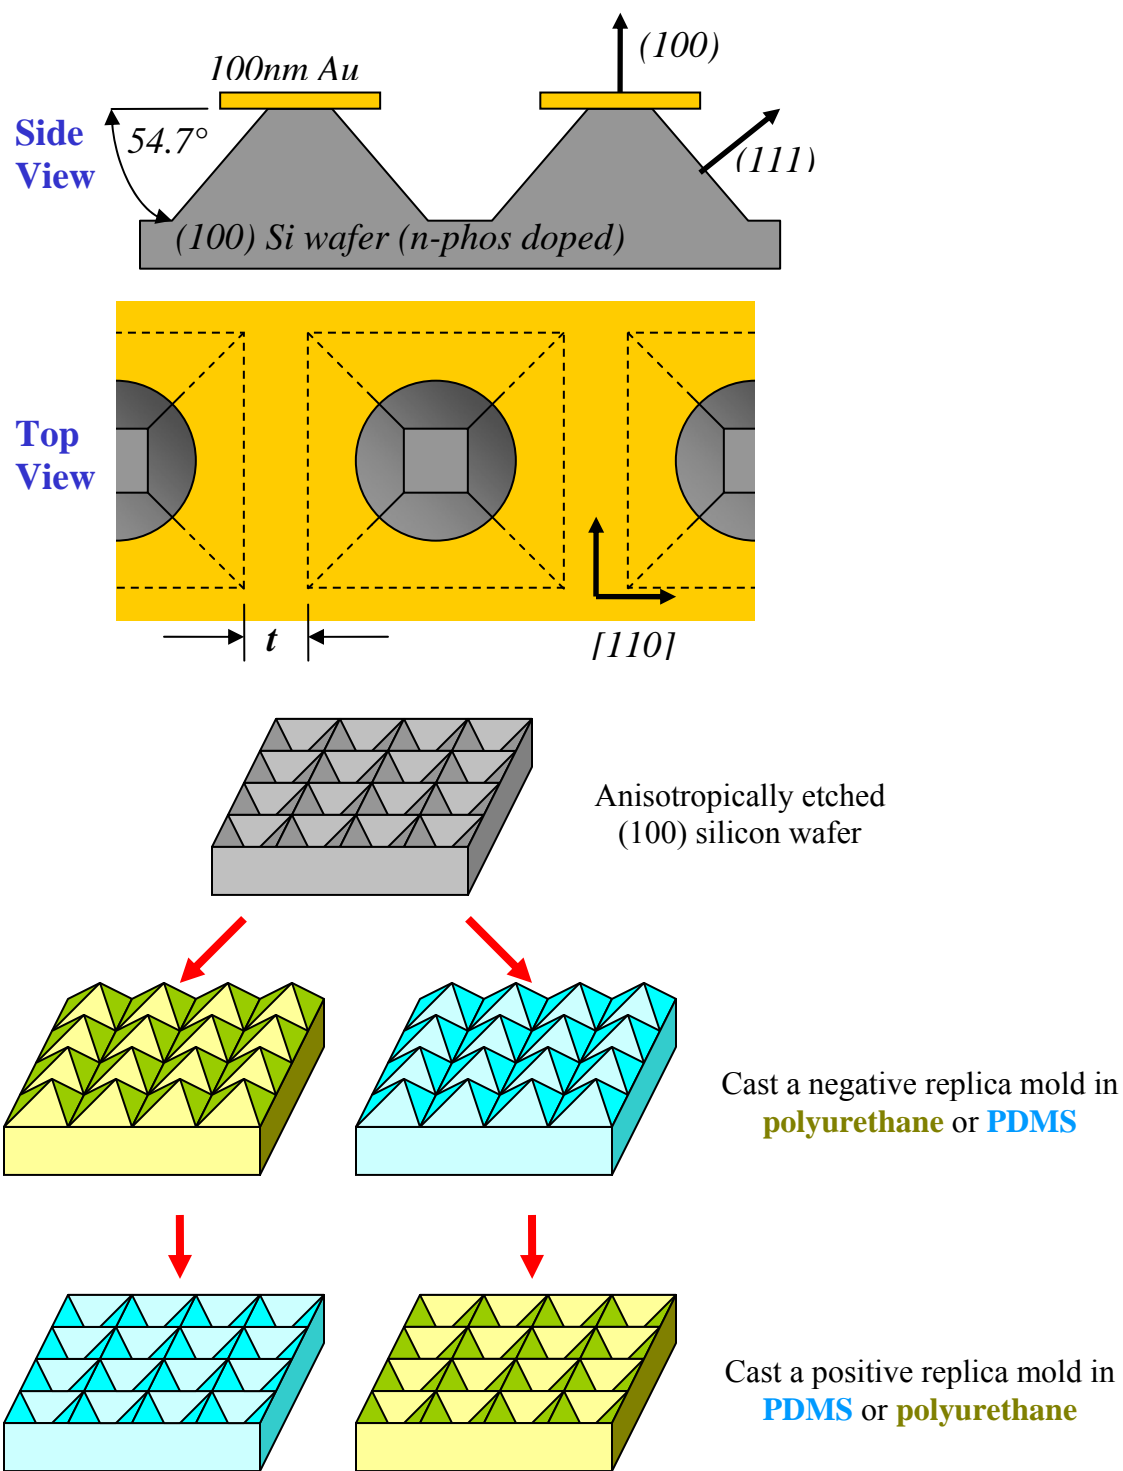 100nm Au
(100)
Side
View
54.7°
(111)
(100) Si wafer (n-phos doped)
Top
View
t
[110]
Anisotropically etched
(100) silicon wafer
Cast a negative replica mold in
polyurethane or PDMS
Cast a positive replica mold in
PDMS or polyurethane